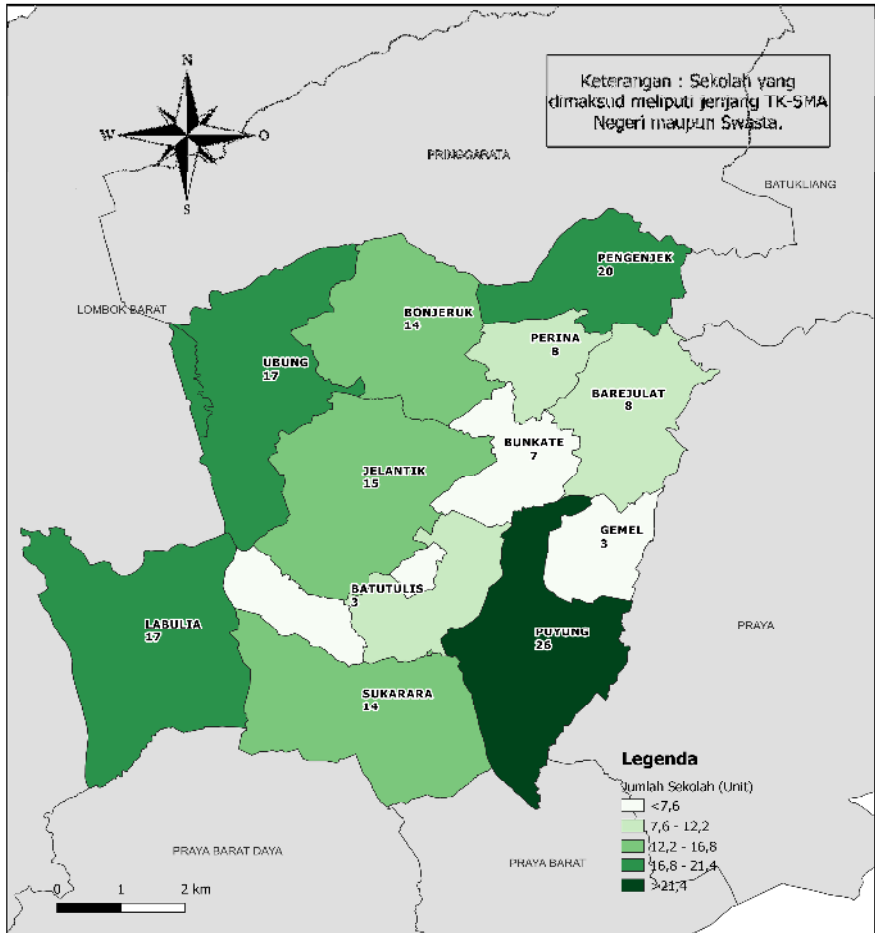 N
W
O
S
Keterangan : Sekolah yang
dimaksud meliputi jenjang TK-SMA
Negeri maupun Swasta.
PRINGGARATA
BATUKLIANG
PENGENJEK
20
LOMBOK BARAT
BONJERUK
14
PERINA
8
UBUNG
17
BAREJULAT
8
BUNKATE
7
JELANTIK
15
GEMEL
3
BATUTULIS
3
LABULIA
17
PUYUNG
26
PRAYA
SUKARARA
14
Legenda
Jumlah Sekolah (Unit)
<7,6
7,6 - 12,2
12,2 - 16,8
16,8 - 21,4
>21,4
PRAYA BARAT DAYA
PRAYA BARAT
0 1 2 km